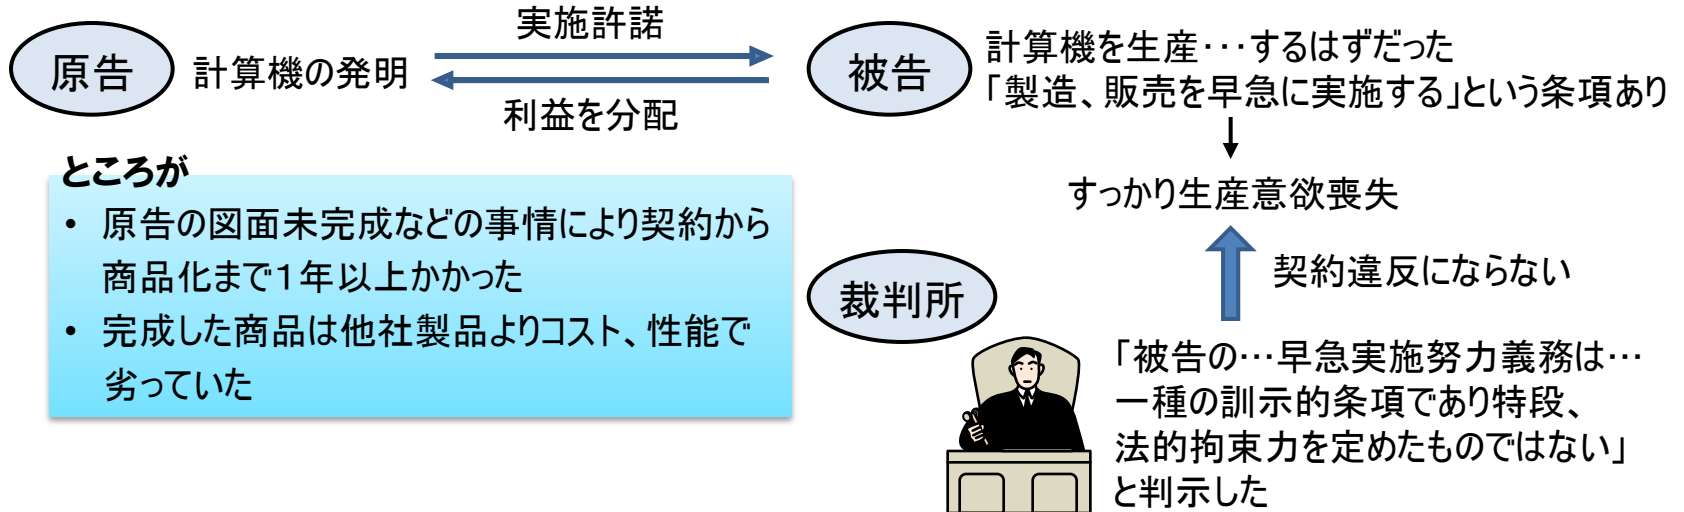 実施許諾
原告
計算機の発明
利益を分配
被告
計算機を生産･･･するはずだった
「製造、販売を早急に実施する」という条項あり
すっかり生産意欲喪失
ところが
• 原告の図面未完成などの事情により契約から
商品化まで１年以上かかった
• 完成した商品は他社製品よりコスト、性能で
劣っていた
裁判所
契約違反にならない
「被告の…早急実施努力義務は…
一種の訓示的条項であり特段、
法的拘束力を定めたものではない」
と判示した